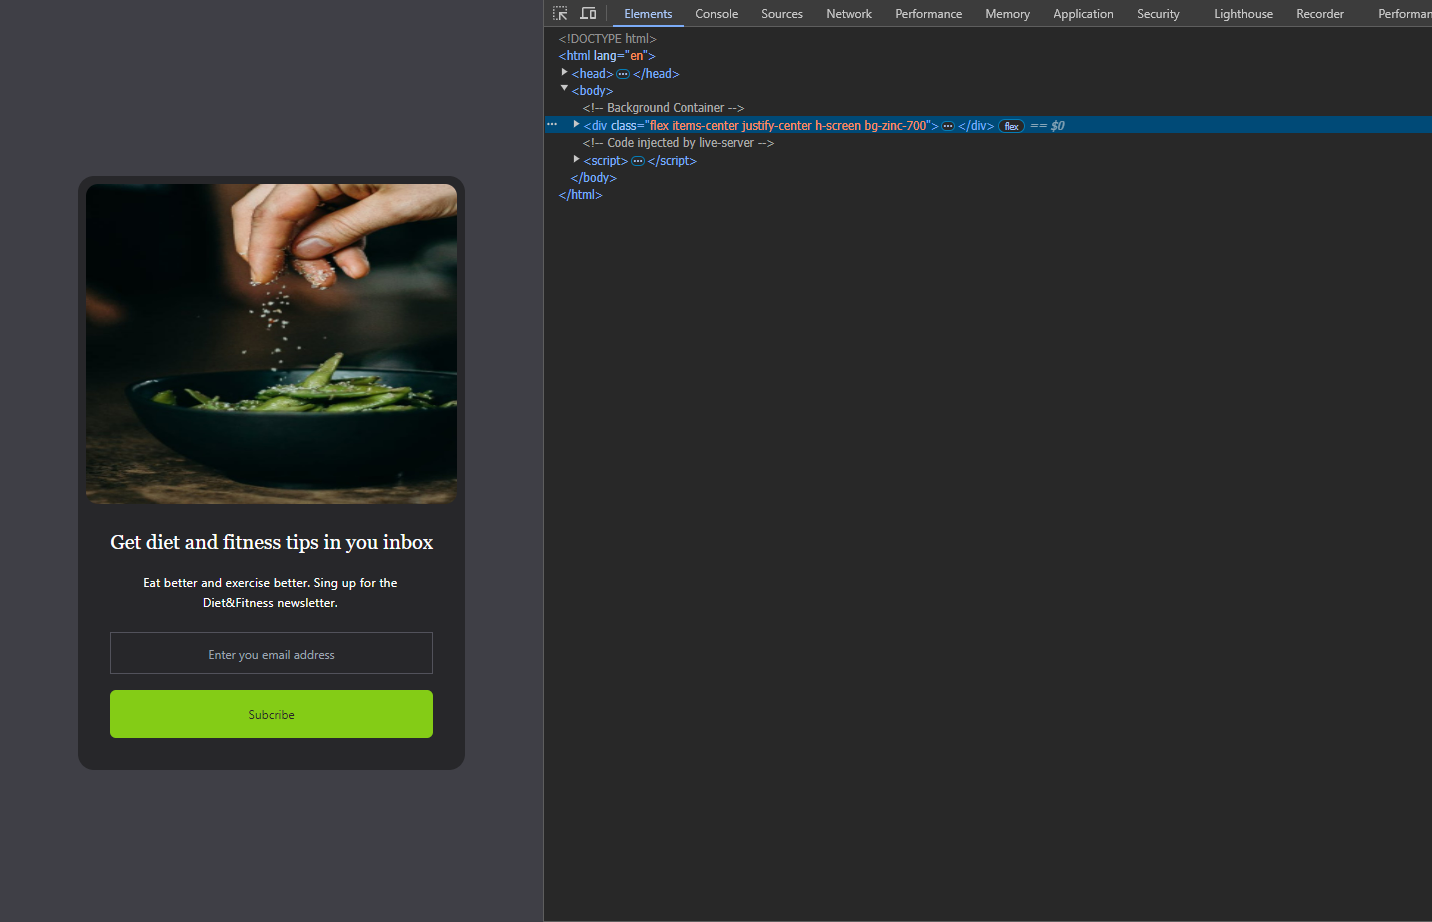 Elements Console Sources Network Performance Memory Application Security Lighthouse Recorder Performan
<!DOCTYPE html>
<html lang="en">
<head> ••• </head>
<body>
<!-- Background Container -->
••• <div class="flex items-center justify-center h-screen bg-zinc-700"> ••• </div> flex == $0
<!-- Code injected by live-server -->
<script> ••• </script>
</body>
</html>
Get diet and fitness tips in you inbox
Eat better and exercise better. Sing up for the
Diet&Fitness newsletter.
Enter you email address
Subcribe